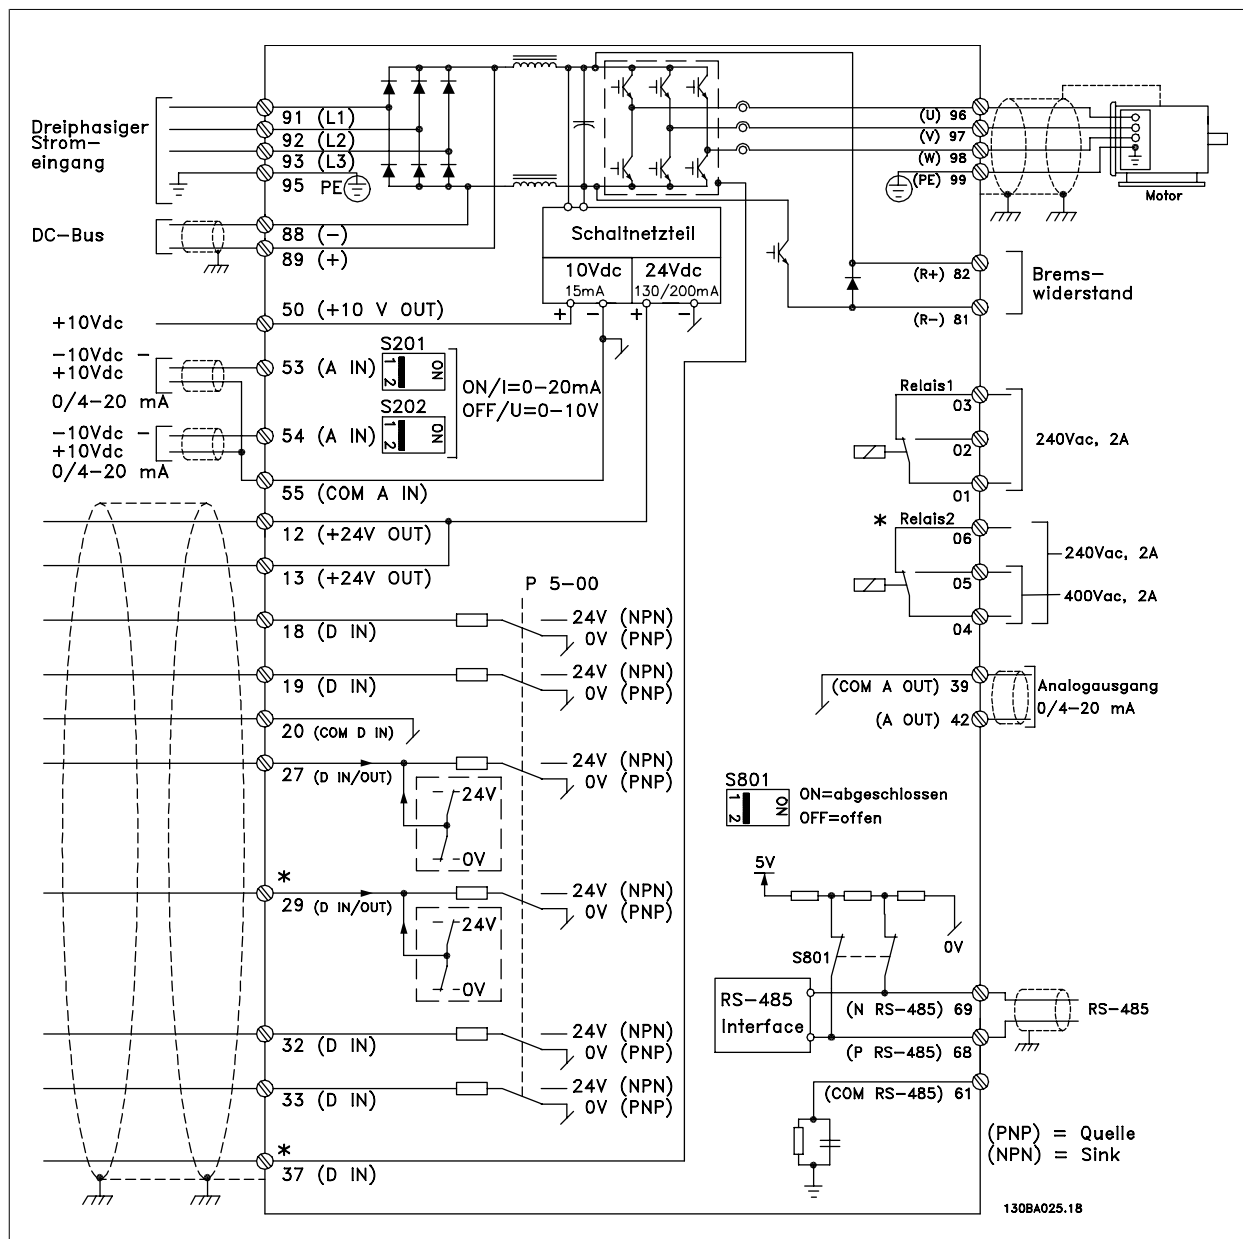 Dreiphasiger
Strom-
eingang
91 (L1)
92 (L2)
93 (L3)
95 PE
DC-Bus
88 (-)
89 (+)
Schaltnetzteil
10Vdc
15mA
24Vdc
130/200mA
+ - + -
(U) 96
(V) 97
(W) 98
(PE) 99
Motor
(R+) 82
(R-) 81
Brems-
widerstand
+10Vdc
50 (+10 V OUT)
-10Vdc -
+10Vdc
0/4-20 mA
53 (A IN)
S201
1 2 ON
ON/I=0-20mA
OFF/U=0-10V
-10Vdc -
+10Vdc
0/4-20 mA
54 (A IN)
S202
1 2 ON
55 (COM A IN)
12 (+24V OUT)
13 (+24V OUT)
P 5-00
18 (D IN)
24V (NPN)
0V (PNP)
19 (D IN)
24V (NPN)
0V (PNP)
20 (COM D IN)
27 (D IN/OUT)
24V (NPN)
0V (PNP)
24V
0V
*
29 (D IN/OUT)
24V (NPN)
0V (PNP)
24V
0V
32 (D IN)
24V (NPN)
0V (PNP)
33 (D IN)
24V (NPN)
0V (PNP)
*
37 (D IN)
Relais1
03
02
01
240Vac, 2A
* Relais2
06
05
04
240Vac, 2A
400Vac, 2A
(COM A OUT) 39
(A OUT) 42
Analogausgang
0/4-20 mA
S801
1 2 ON
ON=abgeschlossen
OFF=offen
5V
S801
0V
RS-485
Interface
(N RS-485) 69
(P RS-485) 68
RS-485
(COM RS-485) 61
(PNP) = Quelle
(NPN) = Sink
130BA025.18